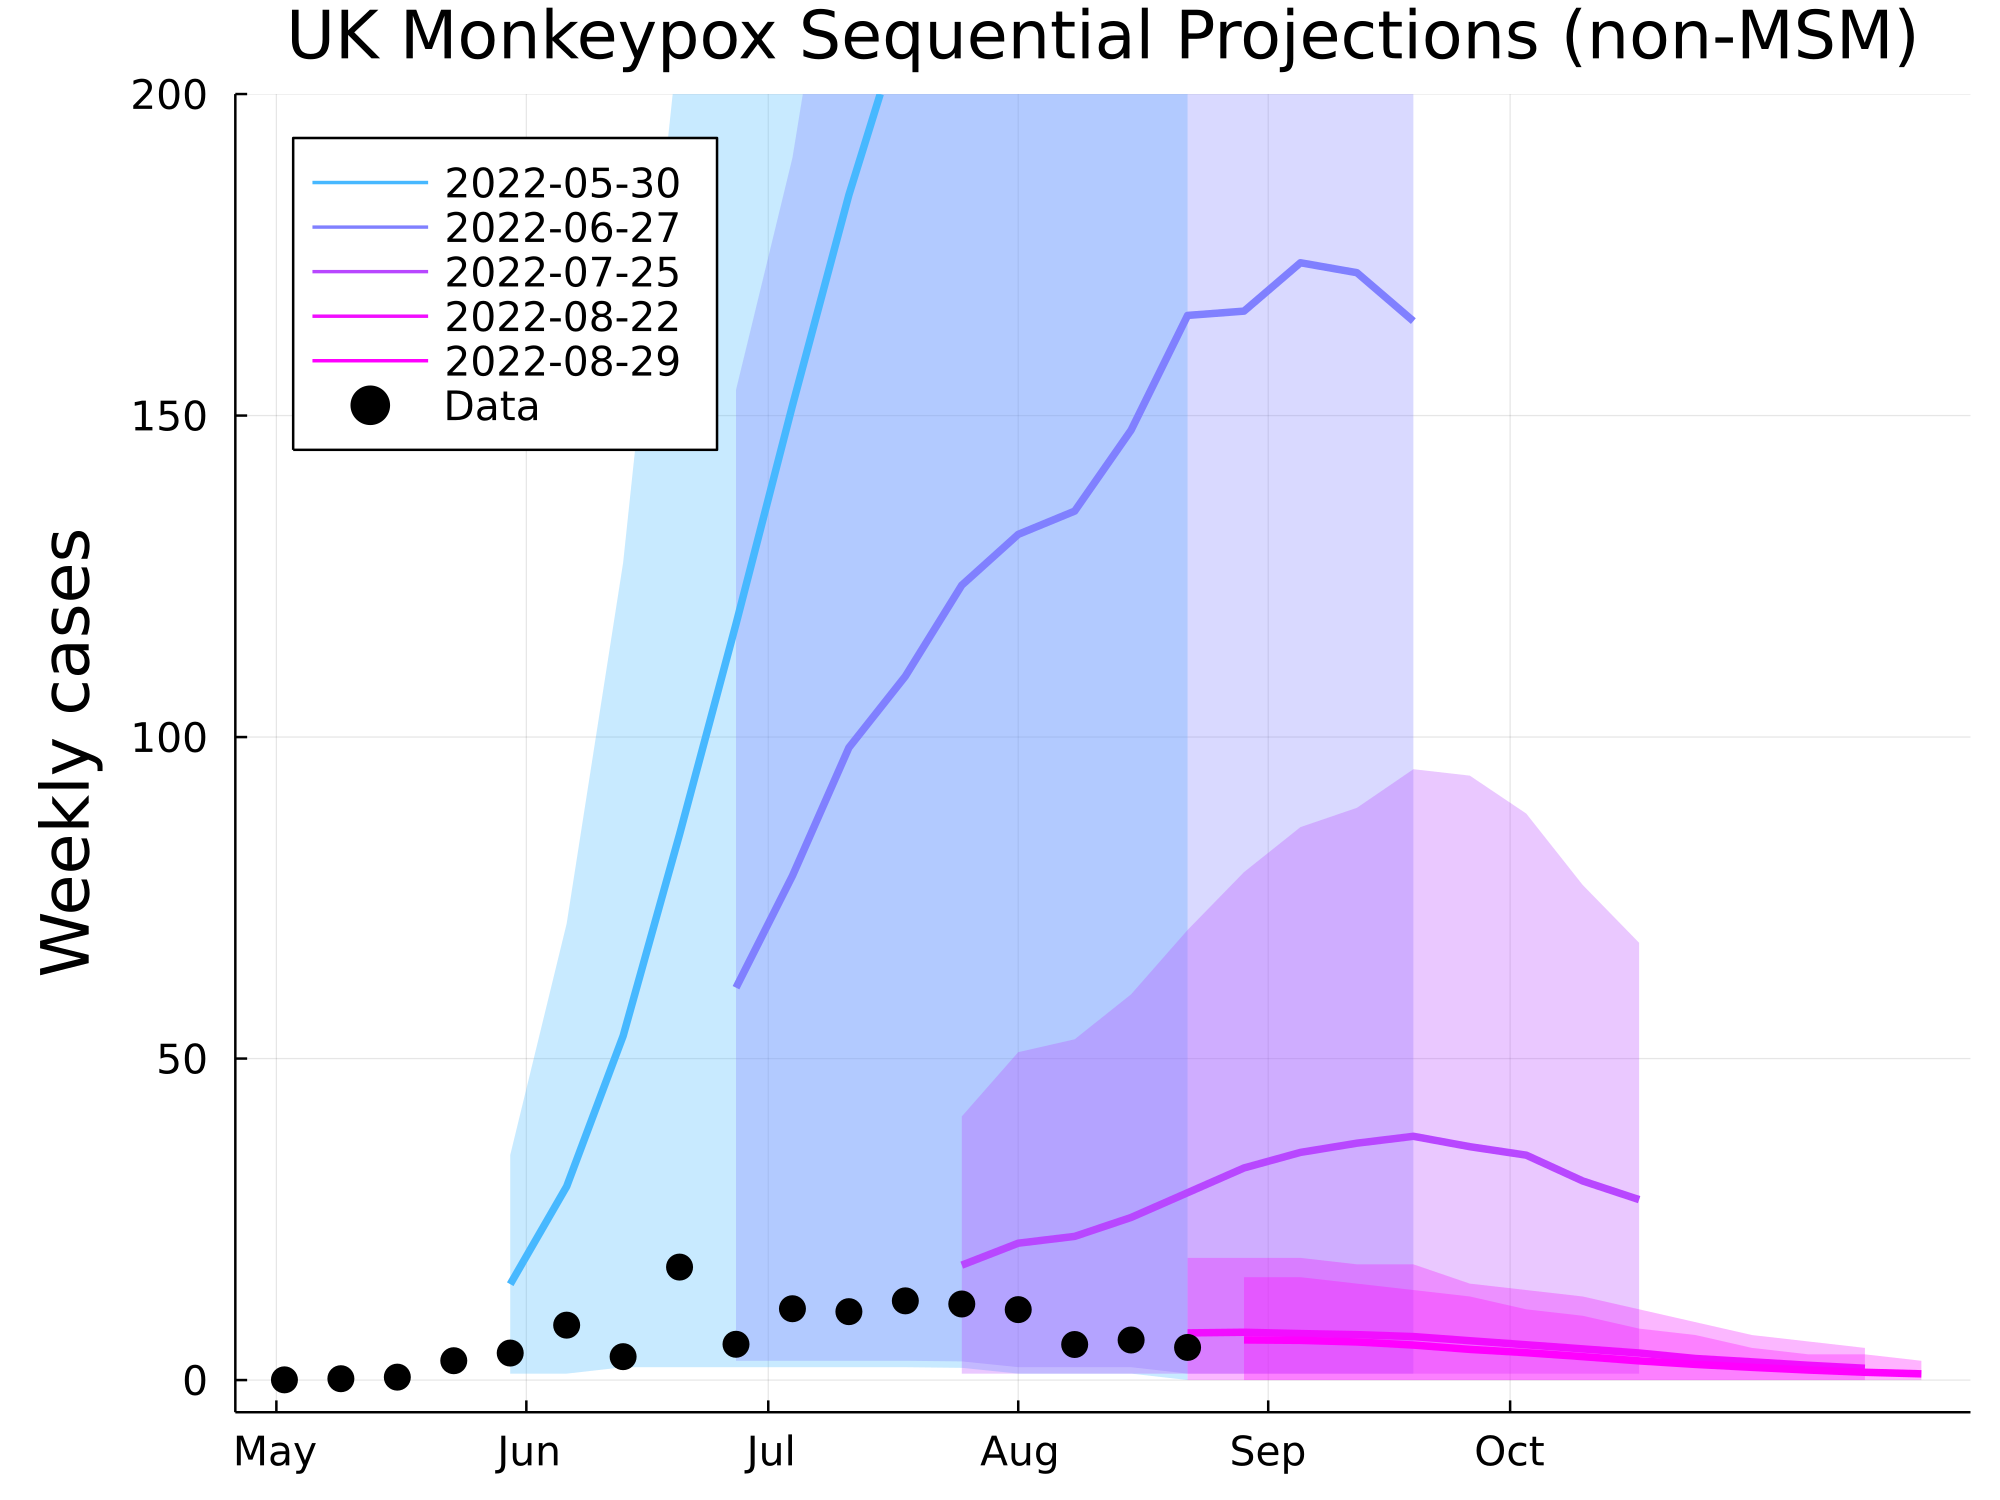 UK Monkeypox Sequential Projections (non-MSM)
200
150
100
50
0
Weekly cases
2022-05-30
2022-06-27
2022-07-25
2022-08-22
2022-08-29
Data
May Jun Jul Aug Sep Oct